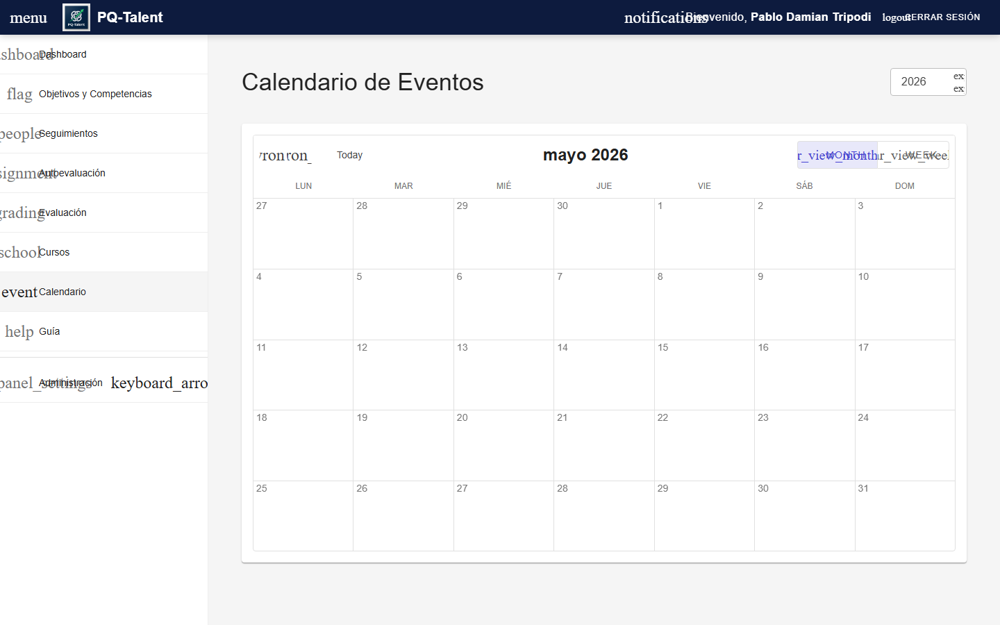 menu PQ-Talent notifications Bienvenido, Pablo Damian Tripodi logout CERRAR SESIÓN
shboard Dashboard
flag Objetivos y Competencias
people Seguimientos
signment Autoevaluación
grading Evaluación
school Cursos
event Calendario
help Guía
panel_settings Administración keyboard_arro
Calendario de Eventos
2026
ex
ex
ron ron_ Today mayo 2026 r_view_month MONTH ar_view_wee WEEK
LUN MAR MIÉ JUE VIE SÁB DOM
27 28 29 30 1 2 3
4 5 6 7 8 9 10
11 12 13 14 15 16 17
18 19 20 21 22 23 24
25 26 27 28 29 30 31